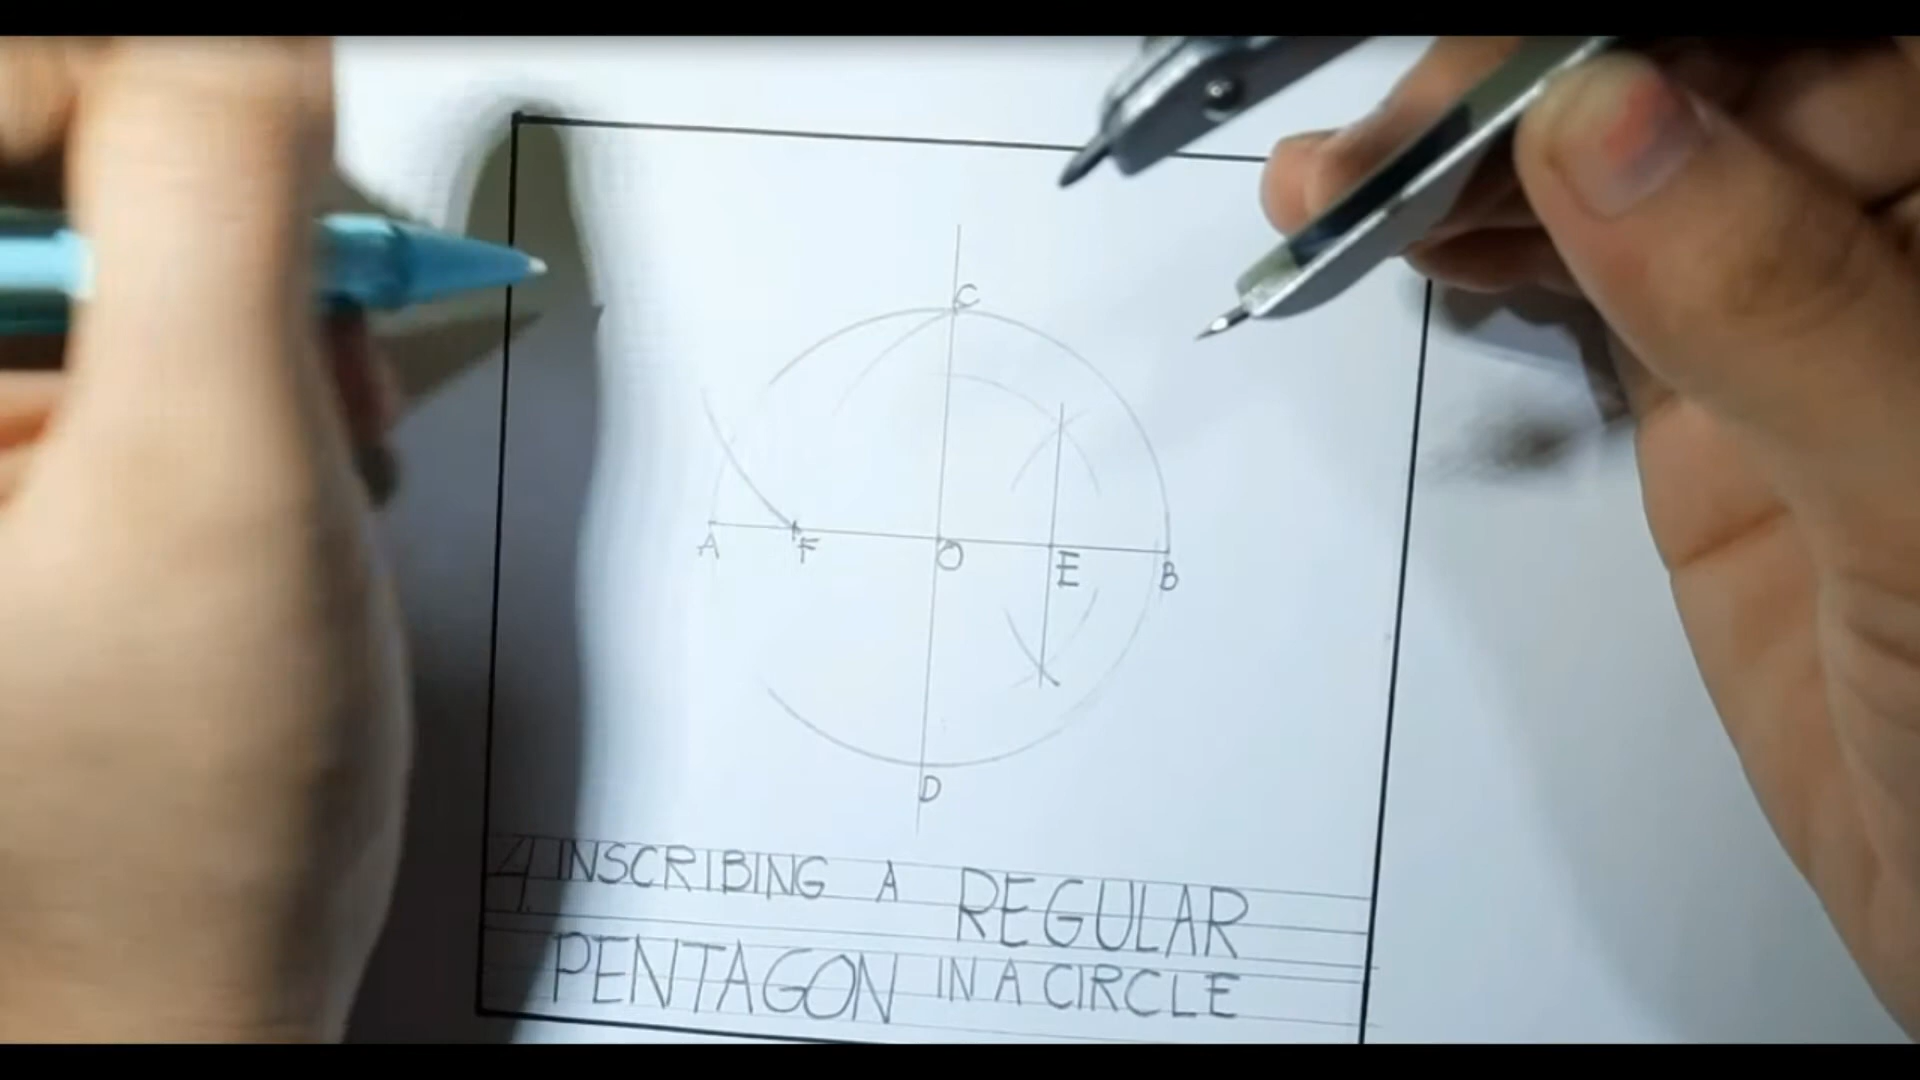 C
A F O E B
D
4. INSCRIBING A REGULAR
PENTAGON IN A CIRCLE